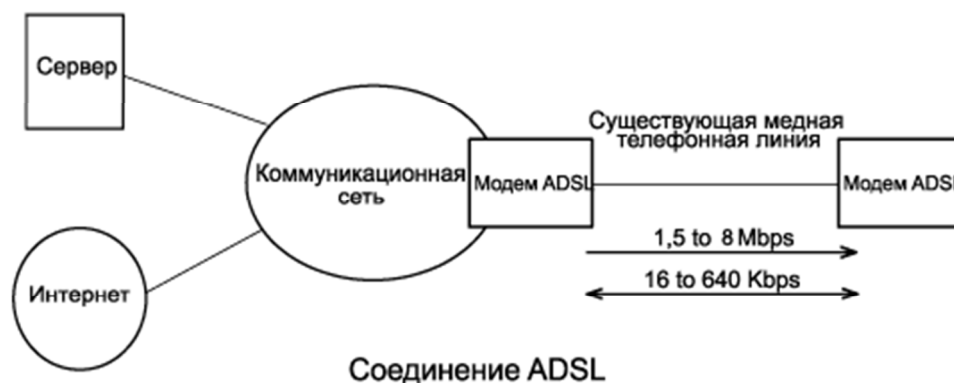 Сервер
Существующая медная
телефонная линия
Коммуникационная
сеть
Модем ADSL
Модем ADSL
1,5 to 8 Mbps
16 to 640 Kbps
Интернет
Соединение ADSL